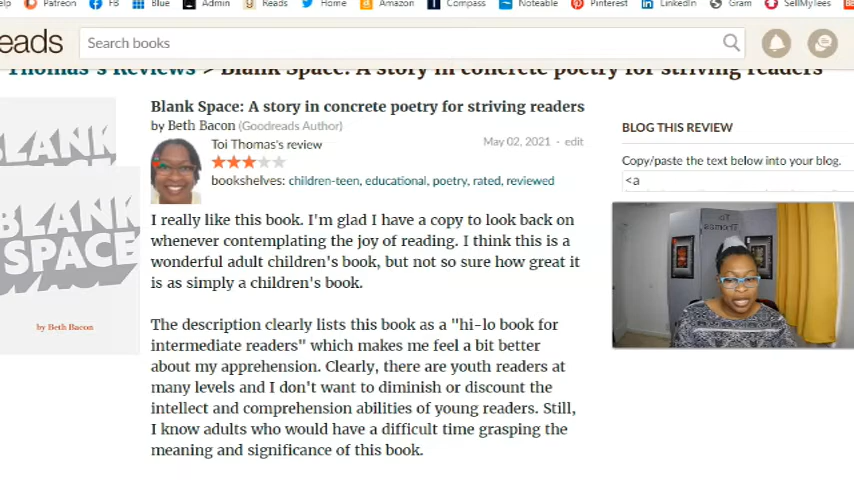 elp Patreon FB Blue Admin Reads Home Amazon Compass Noteable Pinterest LinkedIn Gram SellMyTees
eads Search books
Thomas's Reviews > Blank Space: A story in concrete poetry for striving readers
Blank Space: A story in concrete poetry for striving readers
by Beth Bacon (Goodreads Author)
Toi Thomas's review
May 02, 2021 · edit
bookshelves: children-teen, educational, poetry, rated, reviewed
I really like this book. I'm glad I have a copy to look back on
whenever contemplating the joy of reading. I think this is a
wonderful adult children's book, but not so sure how great it
is as simply a children's book.
The description clearly lists this book as a "hi-lo book for
intermediate readers" which makes me feel a bit better
about my apprehension. Clearly, there are youth readers at
many levels and I don't want to diminish or discount the
intellect and comprehension abilities of young readers. Still,
I know adults who would have a difficult time grasping the
meaning and significance of this book.
BLANK
BLANK
SPACE
by Beth Bacon
BLOG THIS REVIEW
Copy/paste the text below into your blog.
<a
Toi
Thomas